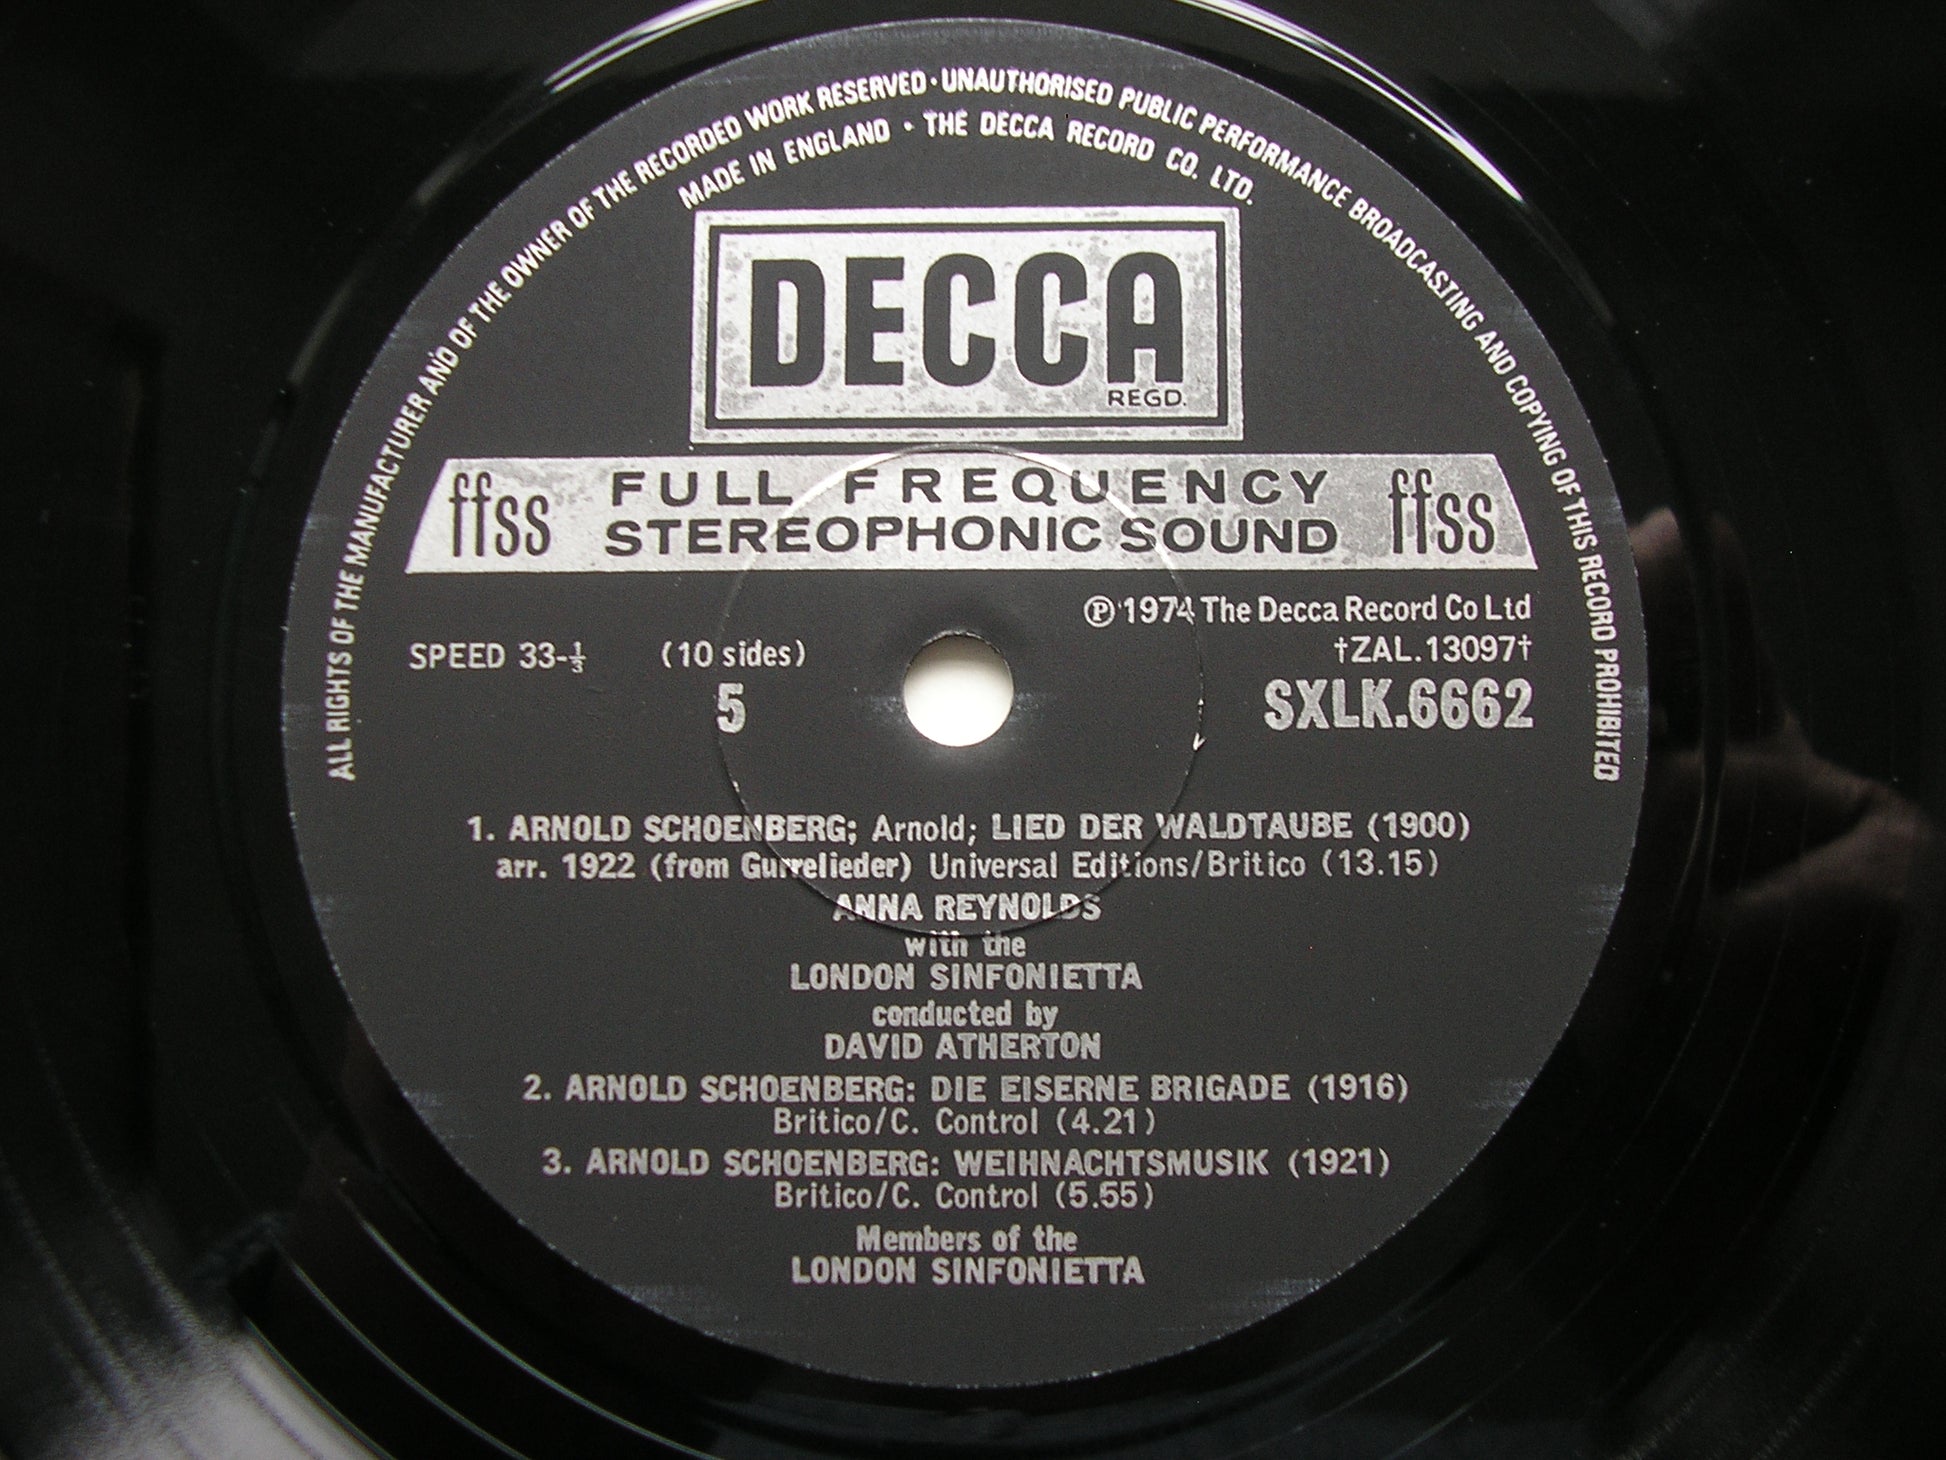 ALL RIGHTS OF THE MANUFACTURER AND OF THE OWNER OF THE RECORDED WORK RESERVED · UNAUTHORISED PUBLIC PERFORMANCE BROADCASTING AND COPYING OF THIS RECORD PROHIBITED
MADE IN ENGLAND · THE DECCA RECORD CO. LTD.
DECCA
REGD.
ffss FULL FREQUENCY STEREOPHONIC SOUND ffss
Ⓟ 1974 The Decca Record Co Ltd
SPEED 33-⅓ (10 sides) †ZAL.13097†
5 SXLK.6662
1. ARNOLD SCHOENBERG; Arnold; LIED DER WALDTAUBE (1900)
arr. 1922 (from Gurrelieder) Universal Editions/Britico (13.15)
ANNA REYNOLDS
with the
LONDON SINFONIETTA
conducted by
DAVID ATHERTON
2. ARNOLD SCHOENBERG: DIE EISERNE BRIGADE (1916)
Britico/C. Control (4.21)
3. ARNOLD SCHOENBERG: WEIHNACHTSMUSIK (1921)
Britico/C. Control (5.55)
Members of the
LONDON SINFONIETTA